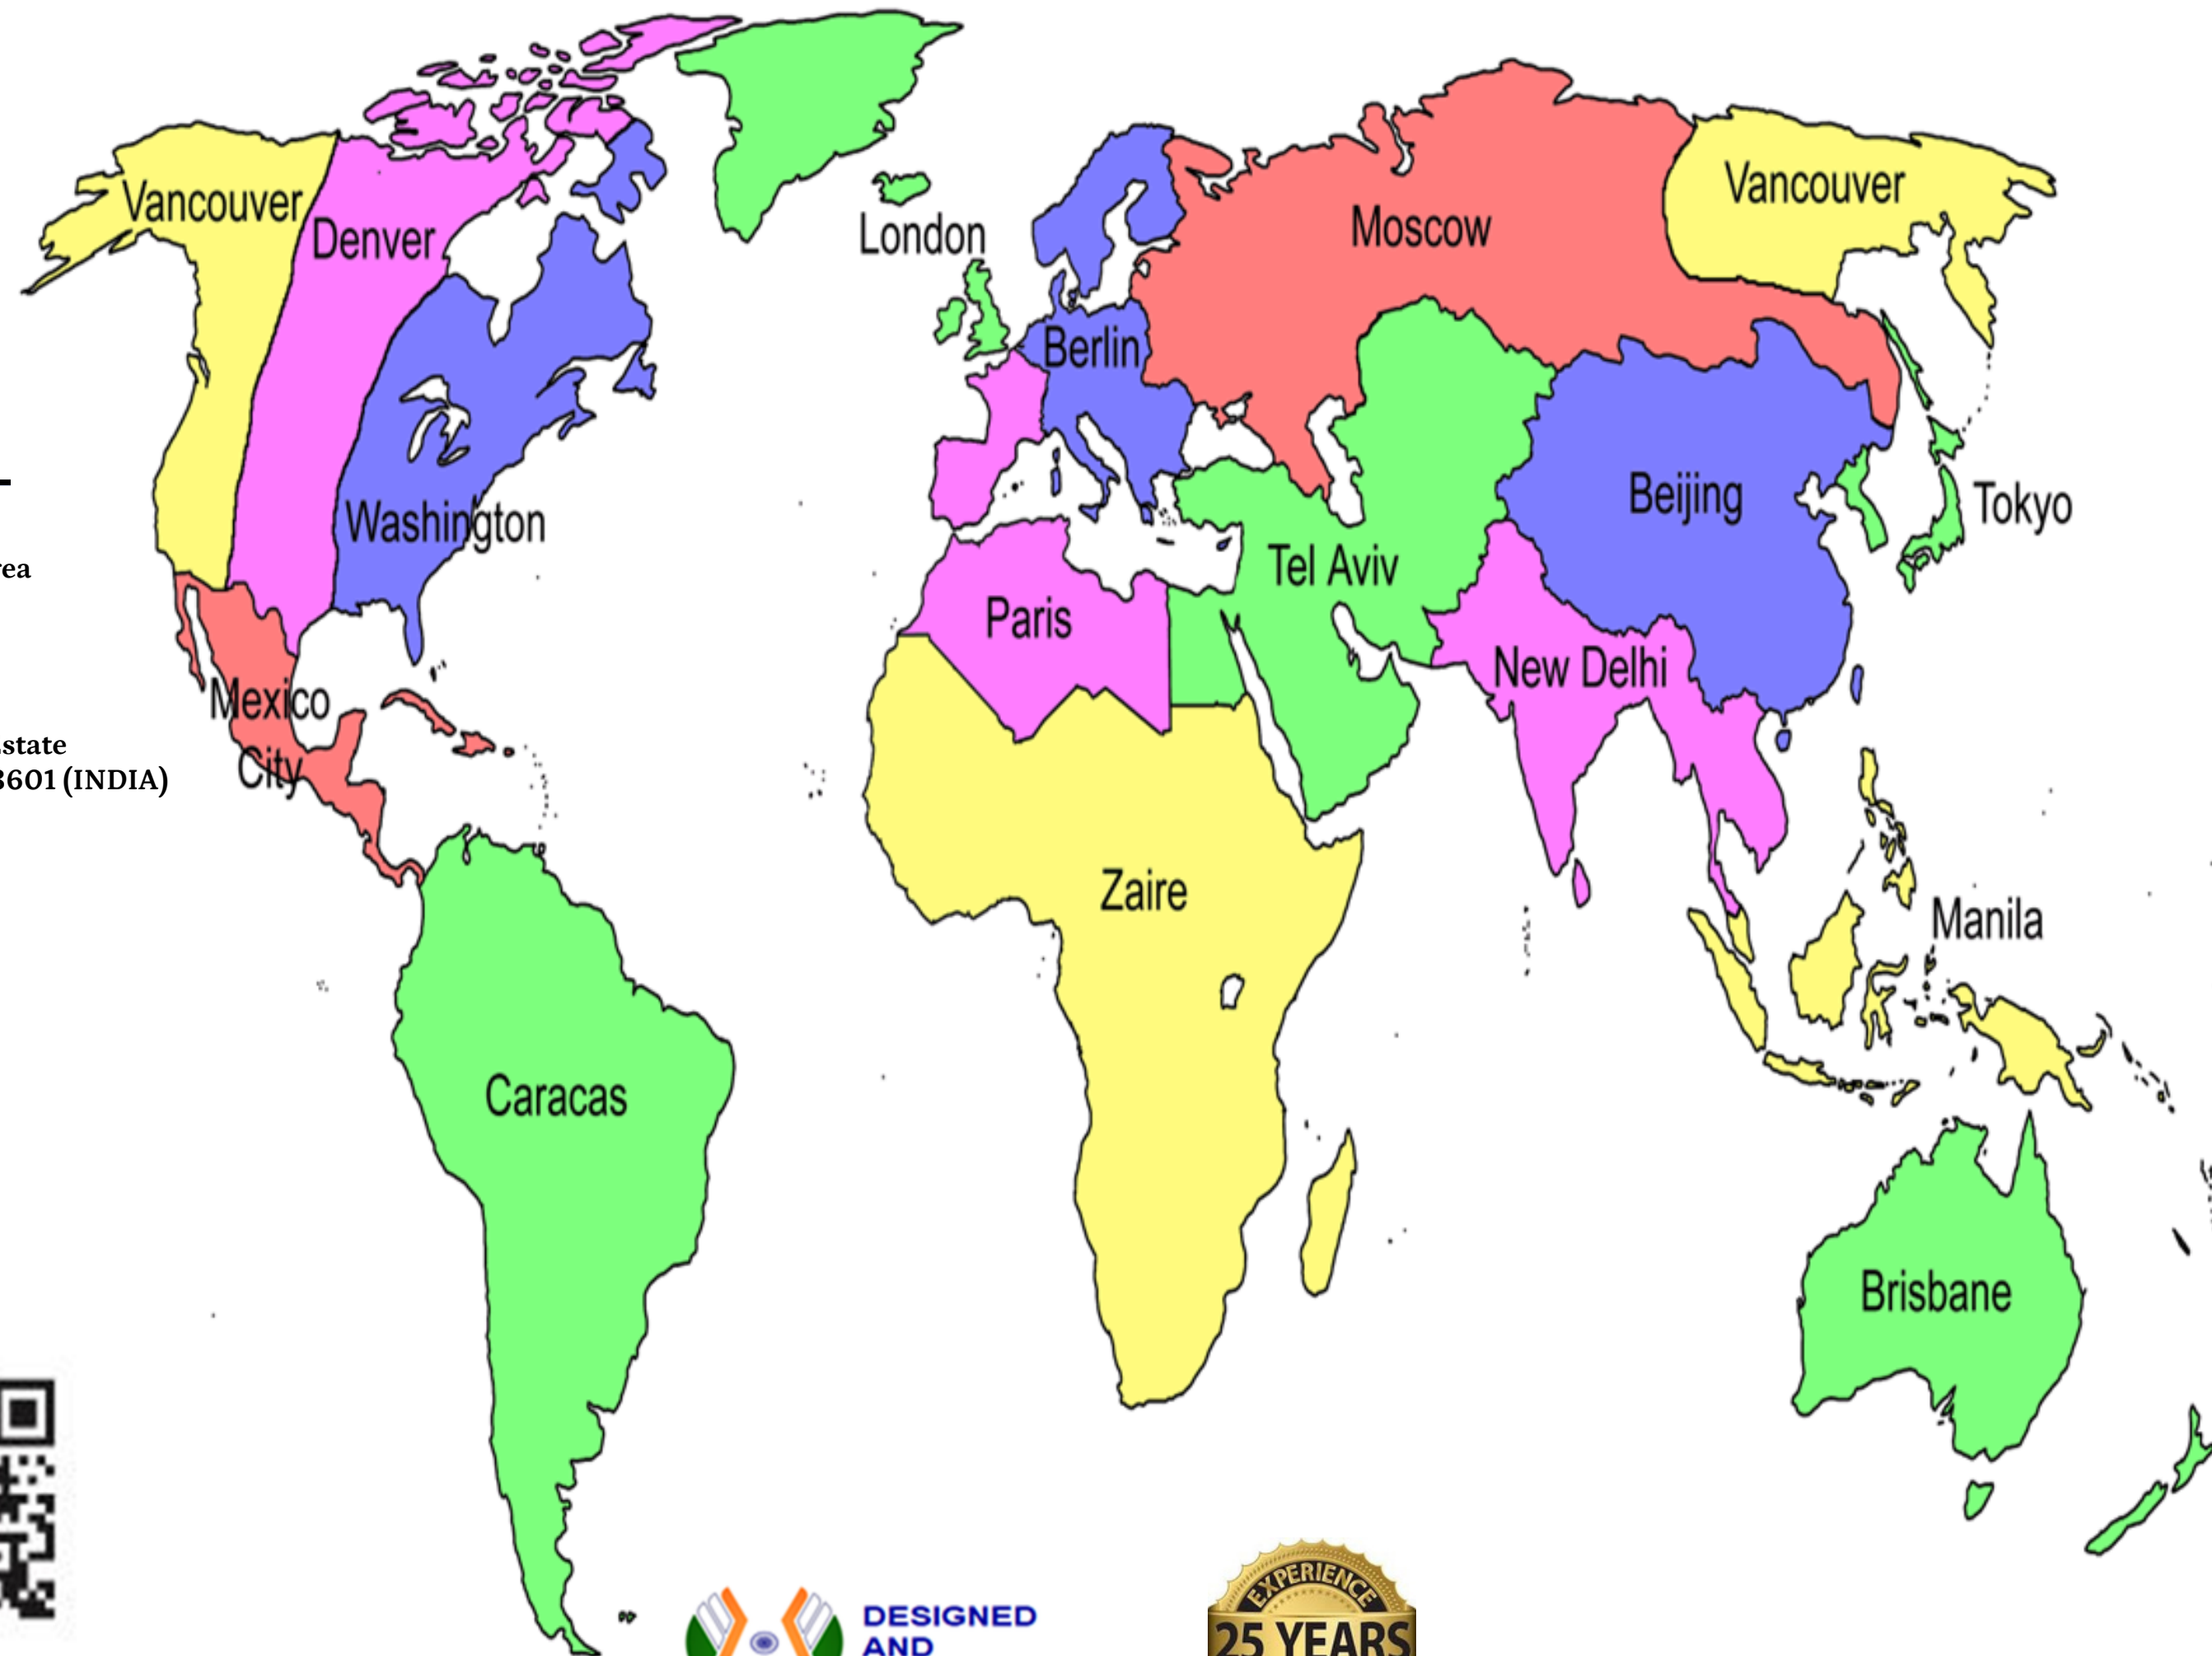 Vancouver
Denver
London
Moscow
Vancouver
Berlin
Washington
Beijing
Tokyo
Tel Aviv
Paris
New Delhi
Mexico
City
state
3601 (INDIA)
Zaire
Manila
Caracas
Brisbane
DESIGNED
AND
EXPERIENCE
25 YEARS